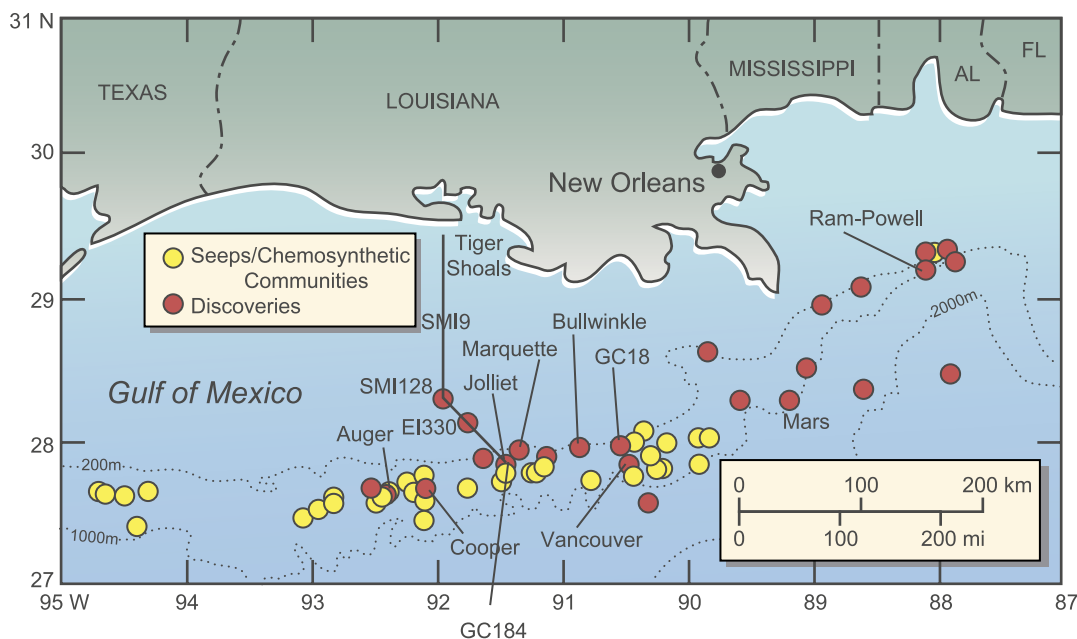 31 N
TEXAS
LOUISIANA
MISSISSIPPI
AL
FL
30
New Orleans
Ram-Powell
Tiger
Shoals
Seeps/Chemosynthetic
Communities
Discoveries
29
2000m
SMI9
Bullwinkle
Marquette
GC18
SMI128
Jolliet
Gulf of Mexico
EI330
Mars
Auger
28
200m
0 100 200 km
0 100 200 mi
1000m
Cooper
Vancouver
27
95 W 94 93 92 91 90 89 88 87
GC184